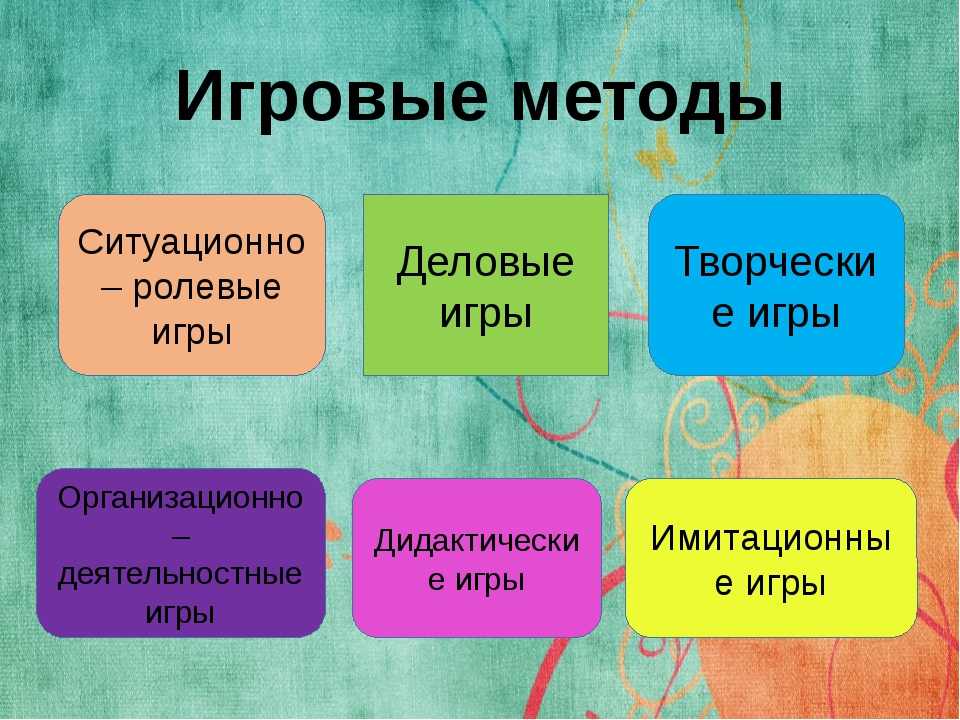 Игровые методы
Ситуационно
– ролевые
игры
Деловые
игры
Творчески
е игры
Организационно
–
деятельностные
игры
Дидактически
е игры
Имитационны
е игры